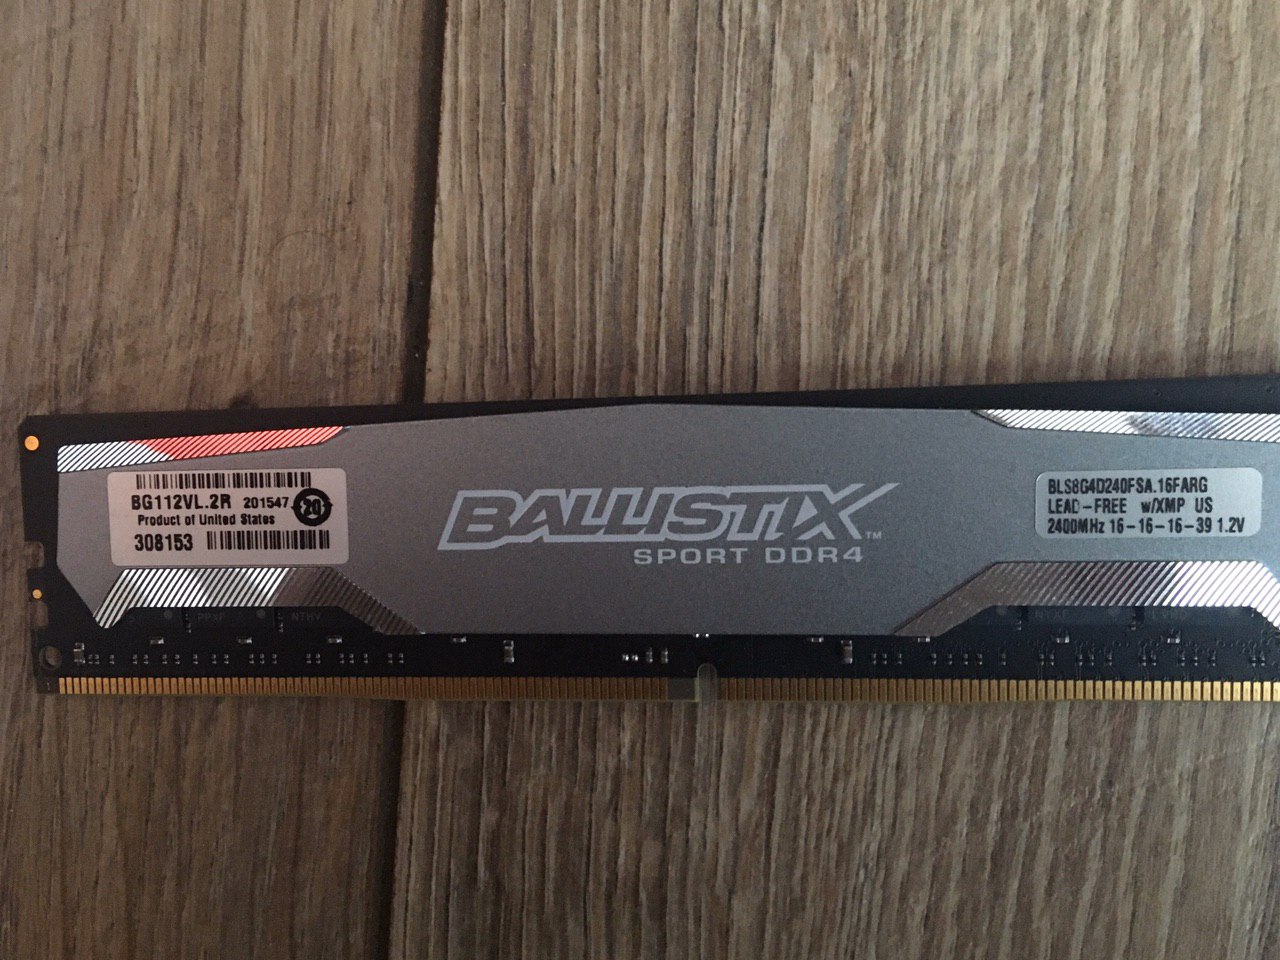 BG112VL.2R 201547
Product of United States
308153
BALLISTIX™
SPORT DDR4
BLS8G4D240FSA.16FARG
LEAD-FREE w/XMP US
2400MHz 16-16-16-39 1.2V